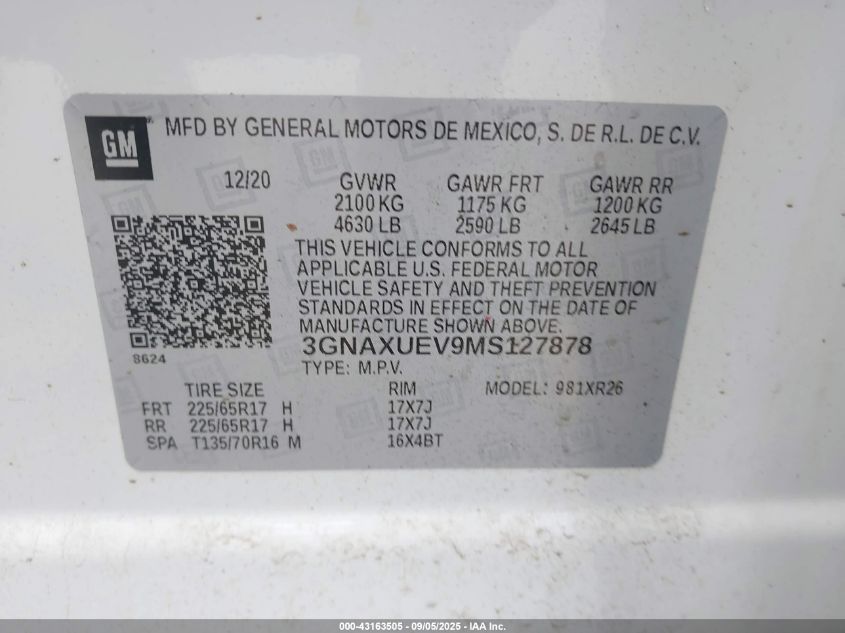 GM
MFD BY GENERAL MOTORS DE MEXICO, S. DE R.L. DE C.V.
12/20 GVWR GAWR FRT GAWR RR
2100 KG 1175 KG 1200 KG
4630 LB 2590 LB 2645 LB
THIS VEHICLE CONFORMS TO ALL
APPLICABLE U.S. FEDERAL MOTOR
VEHICLE SAFETY AND THEFT PREVENTION
STANDARDS IN EFFECT ON THE DATE OF
MANUFACTURE SHOWN ABOVE.
3GNAXUEV9MS127878
8624
TYPE: M.P.V.
TIRE SIZE RIM MODEL: 981XR26
FRT 225/65R17 H 17X7J
RR 225/65R17 H 17X7J
SPA T135/70R16 M 16X4BT
000-43163505 - 09/05/2025 - IAA Inc.